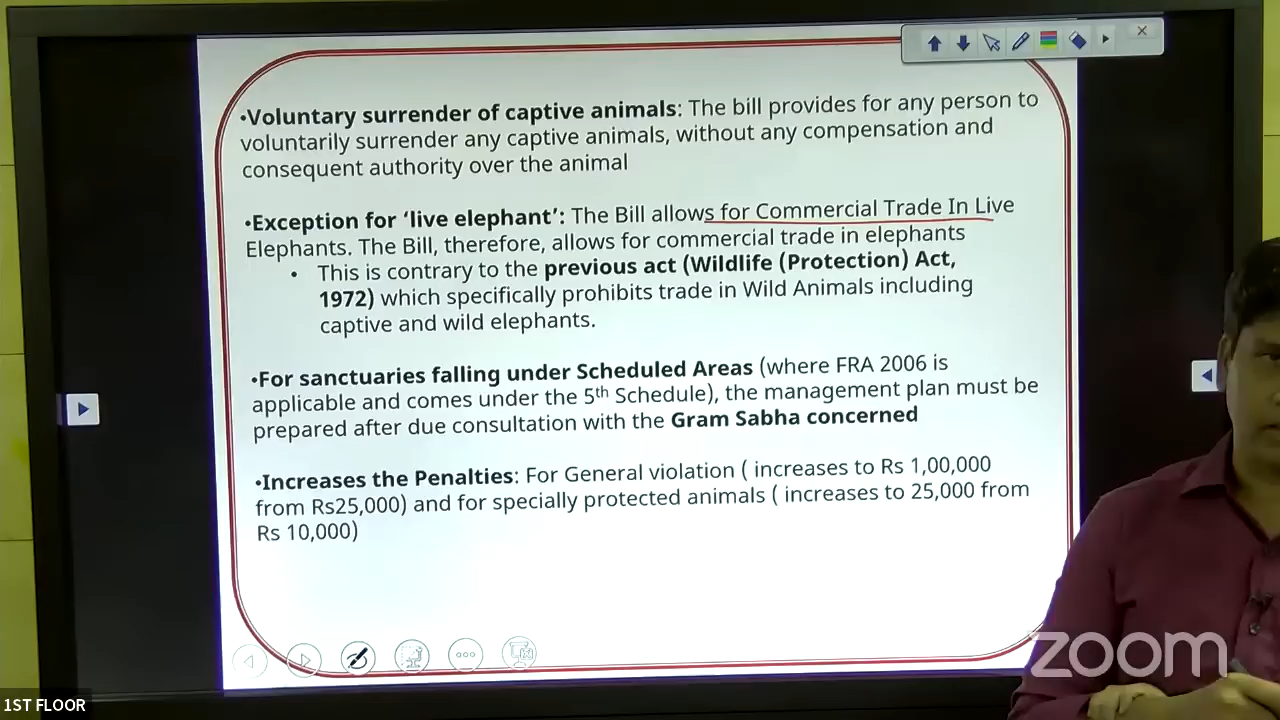 •Voluntary surrender of captive animals: The bill provides for any person to
voluntarily surrender any captive animals, without any compensation and
consequent authority over the animal
•Exception for ‘live elephant’: The Bill allows for Commercial Trade In Live
Elephants. The Bill, therefore, allows for commercial trade in elephants
• This is contrary to the previous act (Wildlife (Protection) Act,
1972) which specifically prohibits trade in Wild Animals including
captive and wild elephants.
•For sanctuaries falling under Scheduled Areas (where FRA 2006 is
applicable and comes under the 5th Schedule), the management plan must be
prepared after due consultation with the Gram Sabha concerned
•Increases the Penalties: For General violation ( increases to Rs 1,00,000
from Rs25,000) and for specially protected animals ( increases to 25,000 from
Rs 10,000)
zoom
1ST FLOOR